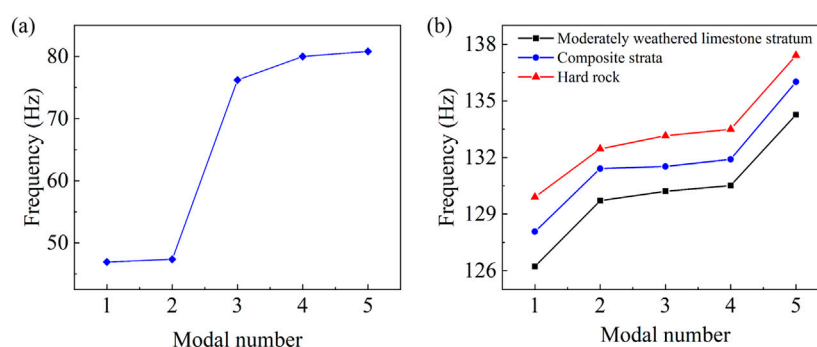 (a)
Frequency (Hz)
80
70
60
50
1 2 3 4 5
Modal number
(b)
Frequency (Hz)
138
135
132
129
126
Moderately weathered limestone stratum
Composite strata
Hard rock
1 2 3 4 5
Modal number